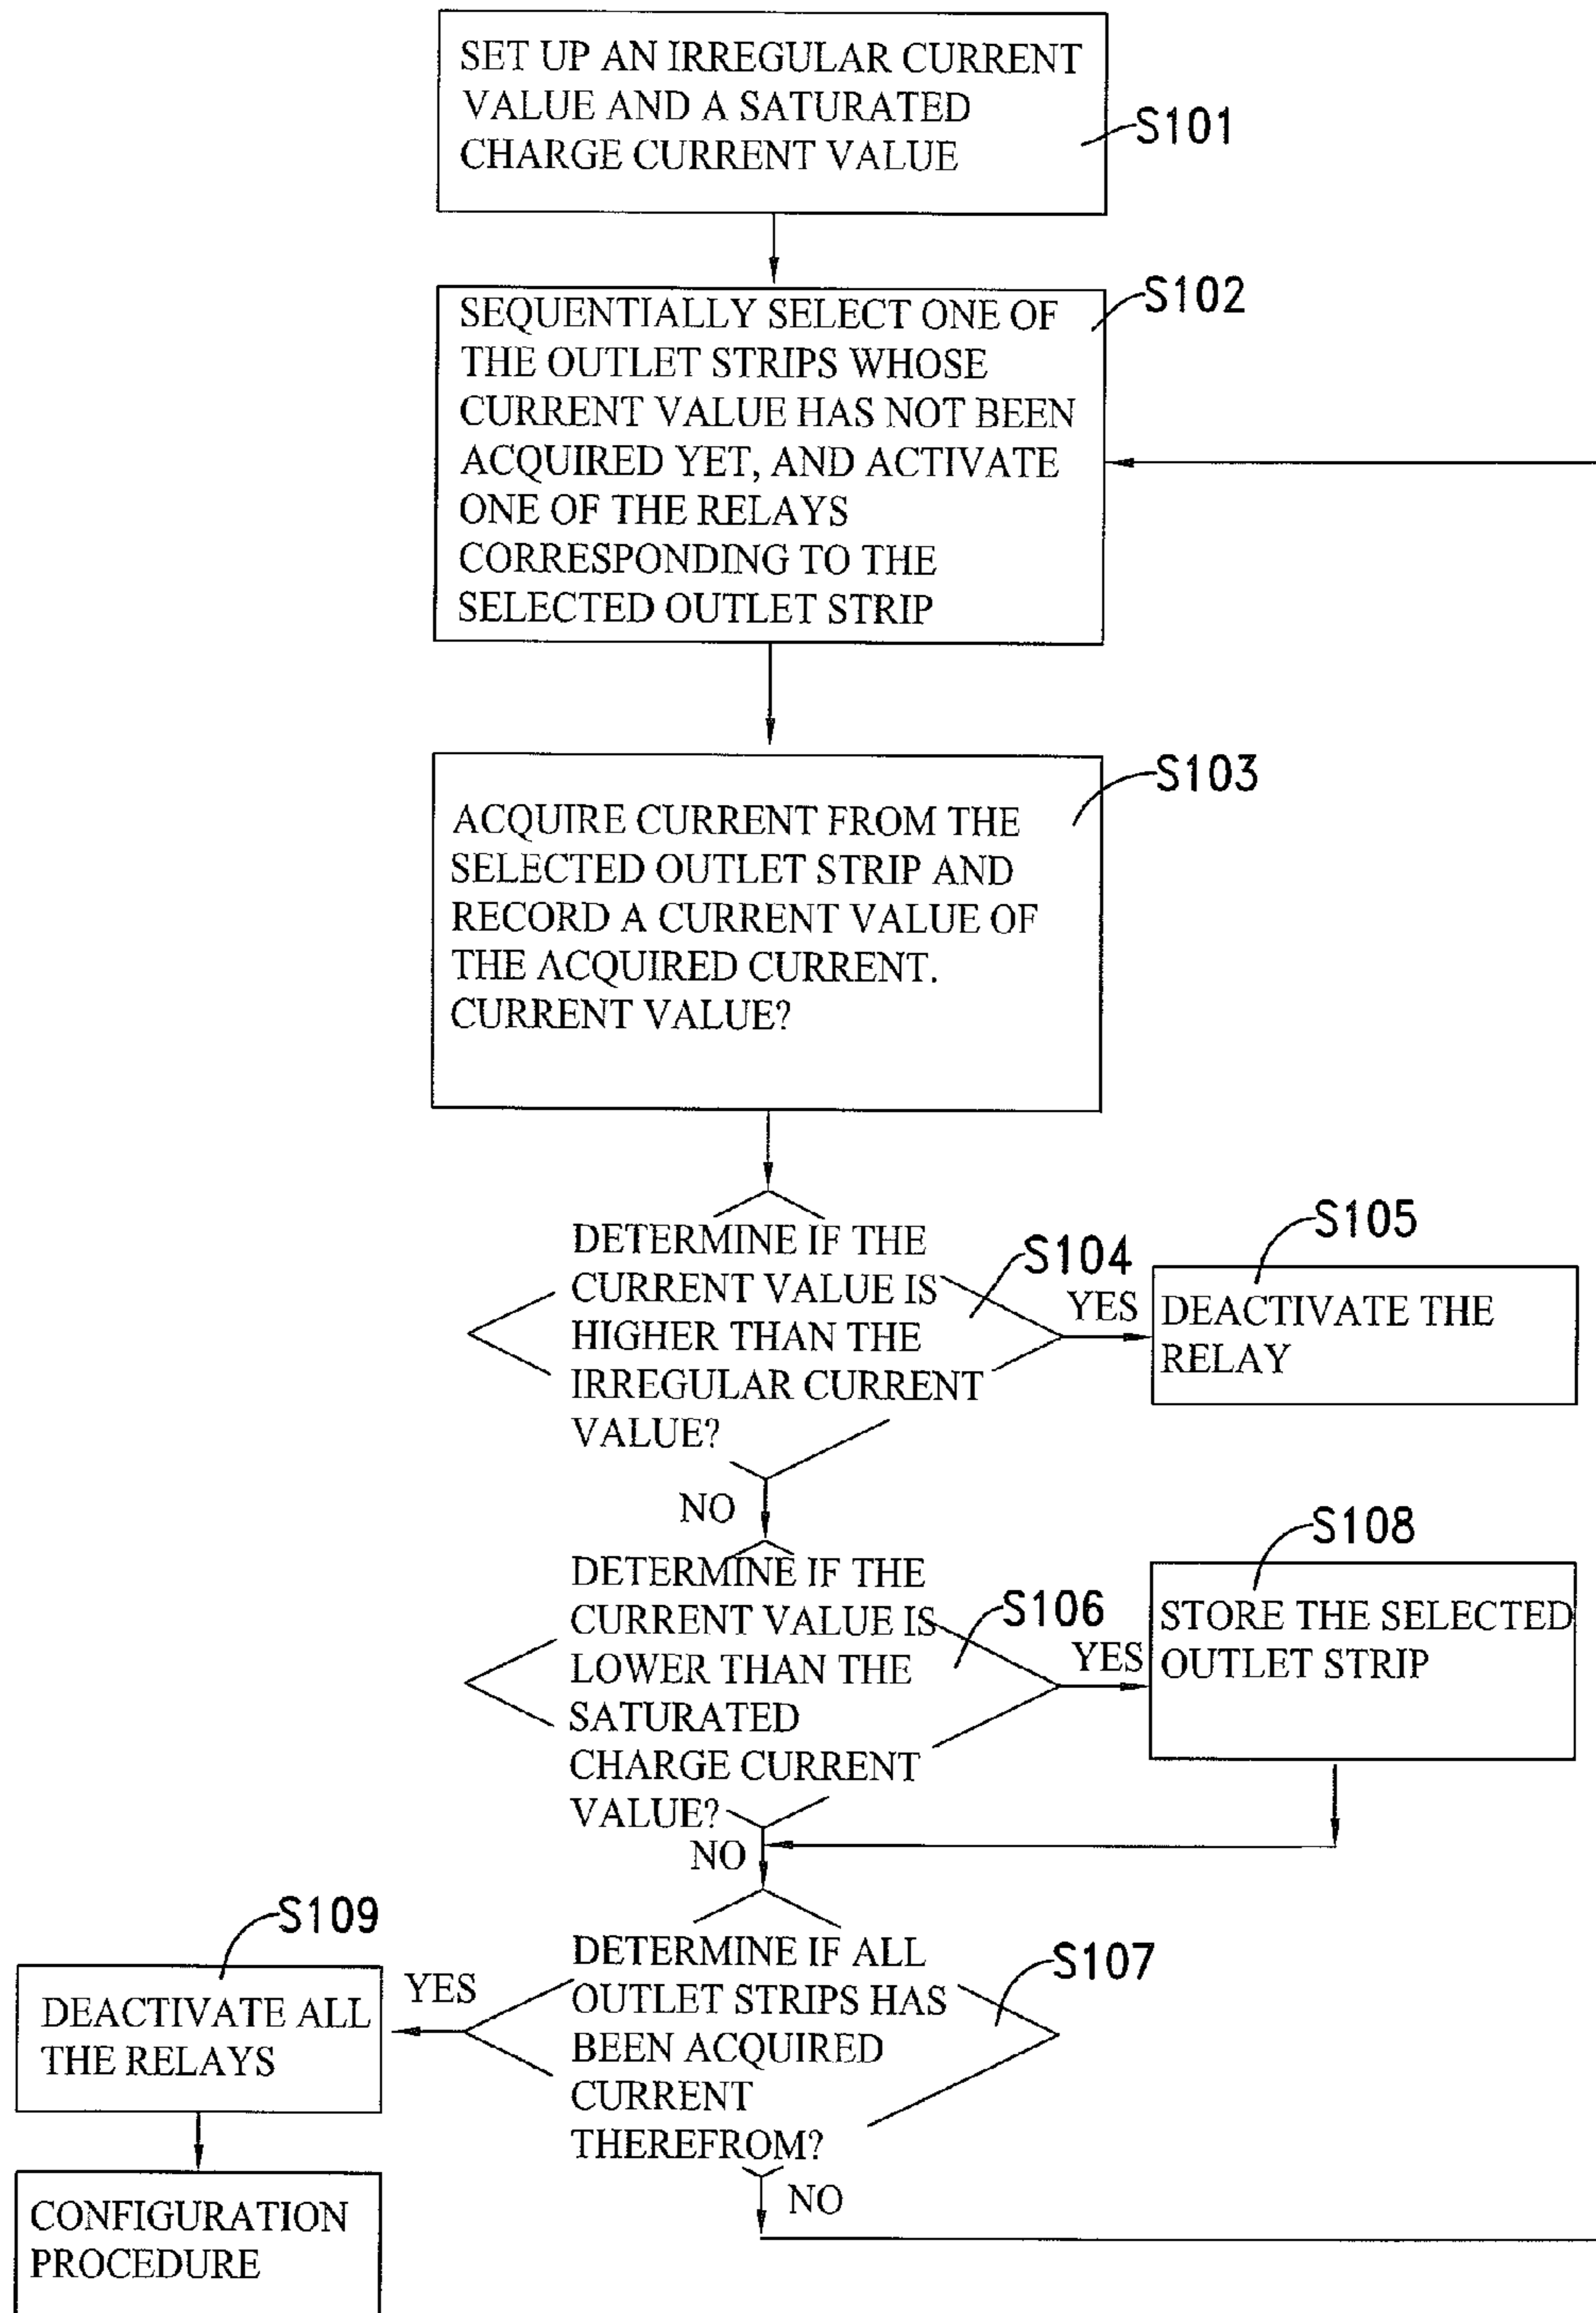 SET UP AN IRREGULAR CURRENT
VALUE AND A SATURATED
CHARGE CURRENT VALUE
S101
S102
SEQUENTIALLY SELECT ONE OF
THE OUTLET STRIPS WHOSE
CURRENT VALUE HAS NOT BEEN
ACQUIRED YET, AND ACTIVATE
ONE OF THE RELAYS
CORRESPONDING TO THE
SELECTED OUTLET STRIP
S103
ACQUIRE CURRENT FROM THE
SELECTED OUTLET STRIP AND
RECORD A CURRENT VALUE OF
THE ACQUIRED CURRENT.
CURRENT VALUE?
DETERMINE IF THE
CURRENT VALUE IS
HIGHER THAN THE
IRREGULAR CURRENT
VALUE?
S104
YES
S105
DEACTIVATE THE
RELAY
NO
DETERMINE IF THE
CURRENT VALUE IS
LOWER THAN THE
SATURATED
CHARGE CURRENT
VALUE?
S106
YES
S108
STORE THE SELECTED
OUTLET STRIP
NO
DETERMINE IF ALL
OUTLET STRIPS HAS
BEEN ACQUIRED
CURRENT
THEREFROM?
S107
YES
S109
DEACTIVATE ALL
THE RELAYS
NO
CONFIGURATION
PROCEDURE